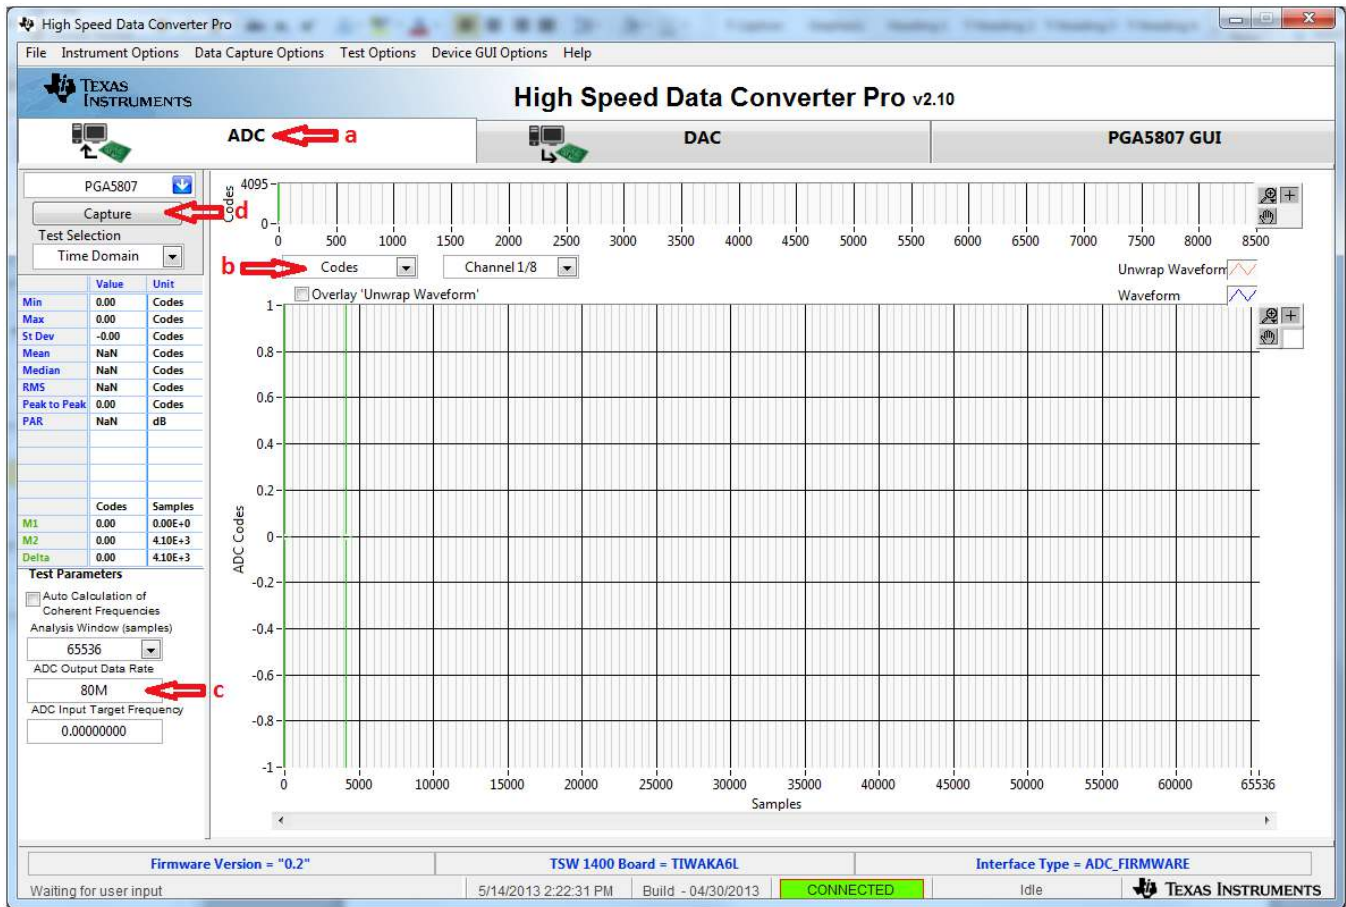 High Speed Data Converter Pro
File Instrument Options Data Capture Options Test Options Device GUI Options Help
TEXAS INSTRUMENTS
High Speed Data Converter Pro v2.10
ADC a
DAC
PGA5807 GUI
PGA5807
Capture
d
Test Selection
Time Domain
Value Unit
Min 0.00 Codes
Max 0.00 Codes
St Dev -0.00 Codes
Mean NaN Codes
Median NaN Codes
RMS NaN Codes
Peak to Peak 0.00 Codes
PAR NaN dB
Codes Samples
M1 0.00 0.00E+0
M2 0.00 4.10E+3
Delta 0.00 4.10E+3
Test Parameters
Auto Calculation of
Coherent Frequencies
Analysis Window (samples)
65536
ADC Output Data Rate
80M c
ADC Input Target Frequency
0.00000000
Codes
4095
0
0 500 1000 1500 2000 2500 3000 3500 4000 4500 5000 5500 6000 6500 7000 7500 8000 8500
b Codes Channel 1/8
Unwrap Waveform
Overlay 'Unwrap Waveform'
Waveform
ADC Codes
1
0.8
0.6
0.4
0.2
0
-0.2
-0.4
-0.6
-0.8
-1
0 5000 10000 15000 20000 25000 30000 35000 40000 45000 50000 55000 60000 65536
Samples
Firmware Version = "0.2"
TSW 1400 Board = TIWAKA6L
Interface Type = ADC_FIRMWARE
Waiting for user input
5/14/2013 2:22:31 PM
Build - 04/30/2013
CONNECTED
Idle
TEXAS INSTRUMENTS